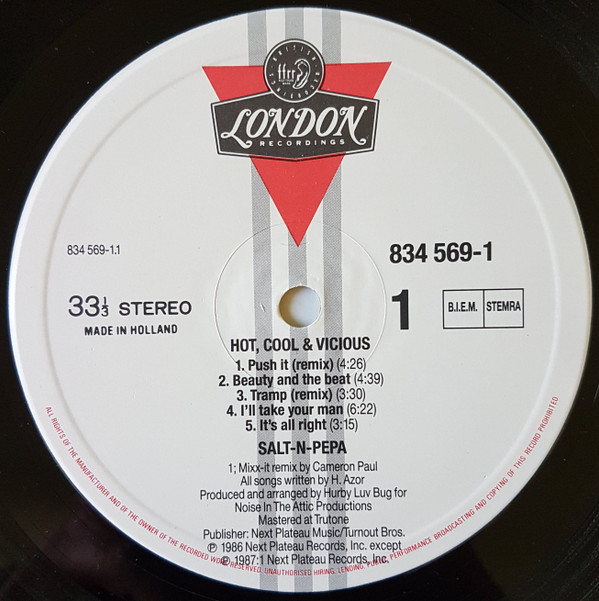 ffrr
LONDON
RECORDINGS
834 569-1.1
834 569-1
33⅓ STEREO
MADE IN HOLLAND
1
B.I.E.M. STEMRA
HOT, COOL & VICIOUS
1. Push it (remix) (4:26)
2. Beauty and the beat (4:39)
3. Tramp (remix) (3:30)
4. I'll take your man (6:22)
5. It's all right (3:15)
SALT-N-PEPA
1; Mixx-it remix by Cameron Paul
All songs written by H. Azor
Produced and arranged by Hurby Luv Bug for
Noise In The Attic Productions
Mastered at Trutone
Publisher: Next Plateau Music/Turnout Bros.
℗ 1986 Next Plateau Records, Inc. except
℗ 1987:1 Next Plateau Records, Inc.
ALL RIGHTS OF THE MANUFACTURER AND OF THE OWNER OF THE RECORDED WORK RESERVED. UNAUTHORISED HIRING, LENDING, PUBLIC PERFORMANCE BROADCASTING AND COPYING OF THIS RECORD PROHIBITED